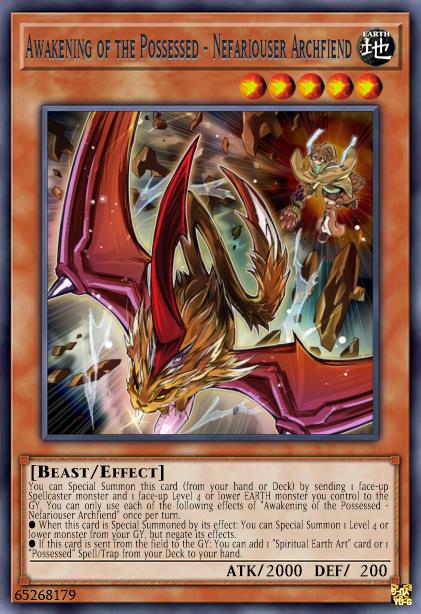 Awakening of the Possessed - Nefariouser Archfiend
EARTH
地
[Beast/Effect]
You can Special Summon this card (from your hand or Deck) by sending 1 face-up
Spellcaster monster and 1 face-up Level 4 or lower EARTH monster you control to the
GY. You can only use each of the following effects of "Awakening of the Possessed -
Nefariouser Archfiend" once per turn.
● When this card is Special Summoned by its effect: You can Special Summon 1 Level 4 or
lower monster from your GY, but negate its effects.
● If this card is sent from the field to the GY: You can add 1 "Spiritual Earth Art" card or 1
"Possessed" Spell/Trap from your Deck to your hand.
ATK/2000 DEF/ 200
65268179